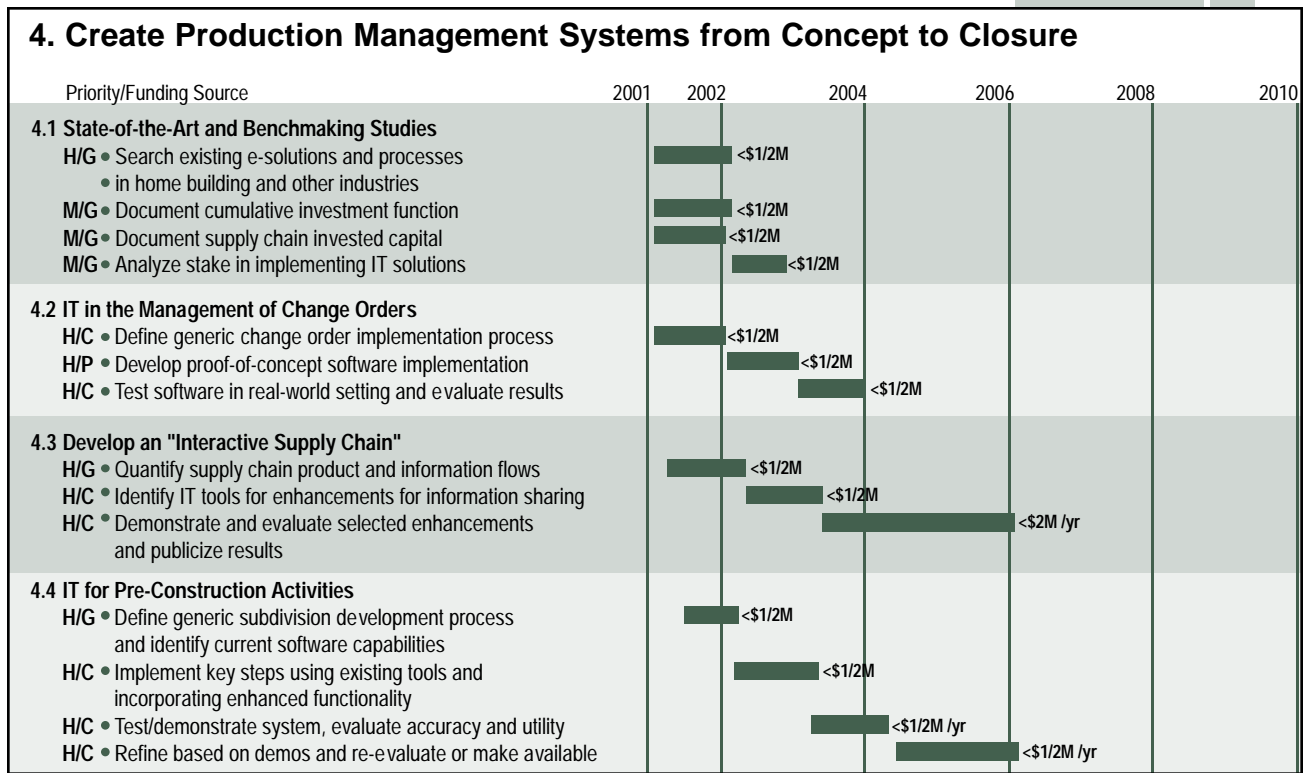 4. Create Production Management Systems from Concept to Closure
Priority/Funding Source 2001 2002 2004 2006 2008 2010
4.1 State-of-the-Art and Benchmaking Studies
H/G • Search existing e-solutions and processes <$1/2M
• in home building and other industries
M/G • Document cumulative investment function <$1/2M
M/G • Document supply chain invested capital <$1/2M
M/G • Analyze stake in implementing IT solutions <$1/2M
4.2 IT in the Management of Change Orders
H/C • Define generic change order implementation process <$1/2M
H/P • Develop proof-of-concept software implementation <$1/2M
H/C • Test software in real-world setting and evaluate results <$1/2M
4.3 Develop an "Interactive Supply Chain"
H/G • Quantify supply chain product and information flows <$1/2M
H/C • Identify IT tools for enhancements for information sharing <$1/2M
H/C • Demonstrate and evaluate selected enhancements <$2M /yr
and publicize results
4.4 IT for Pre-Construction Activities
H/G • Define generic subdivision development process <$1/2M
and identify current software capabilities
H/C • Implement key steps using existing tools and <$1/2M
incorporating enhanced functionality
H/C • Test/demonstrate system, evaluate accuracy and utility <$1/2M /yr
H/C • Refine based on demos and re-evaluate or make available <$1/2M /yr